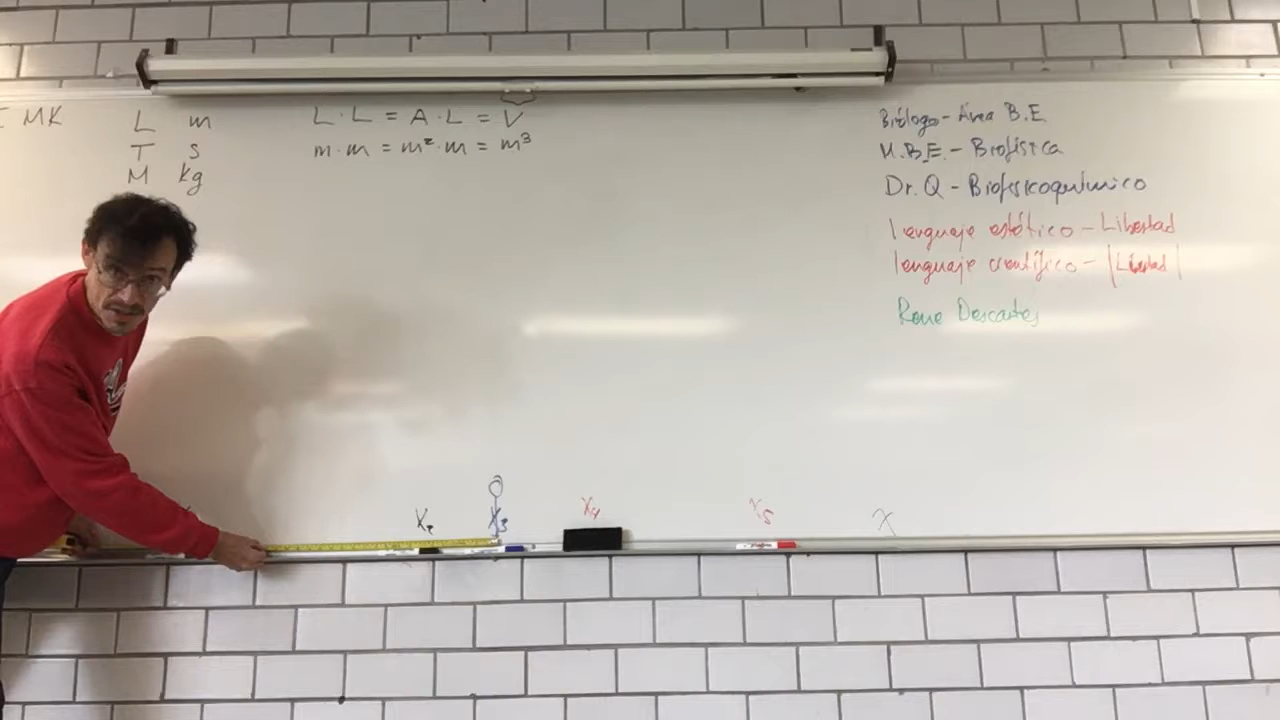 MK
L m
T s
M kg
L · L = A · L = V
m · m = m² · m = m³
Biólogo - Área B.E.
M.B.E. - Biofísica
Dr. Q - Biofisicoquímico
lenguaje estético - Libertad
lenguaje científico - |Libertad|
Rene Descartes
X₂ X₃ X₄ X₅ X